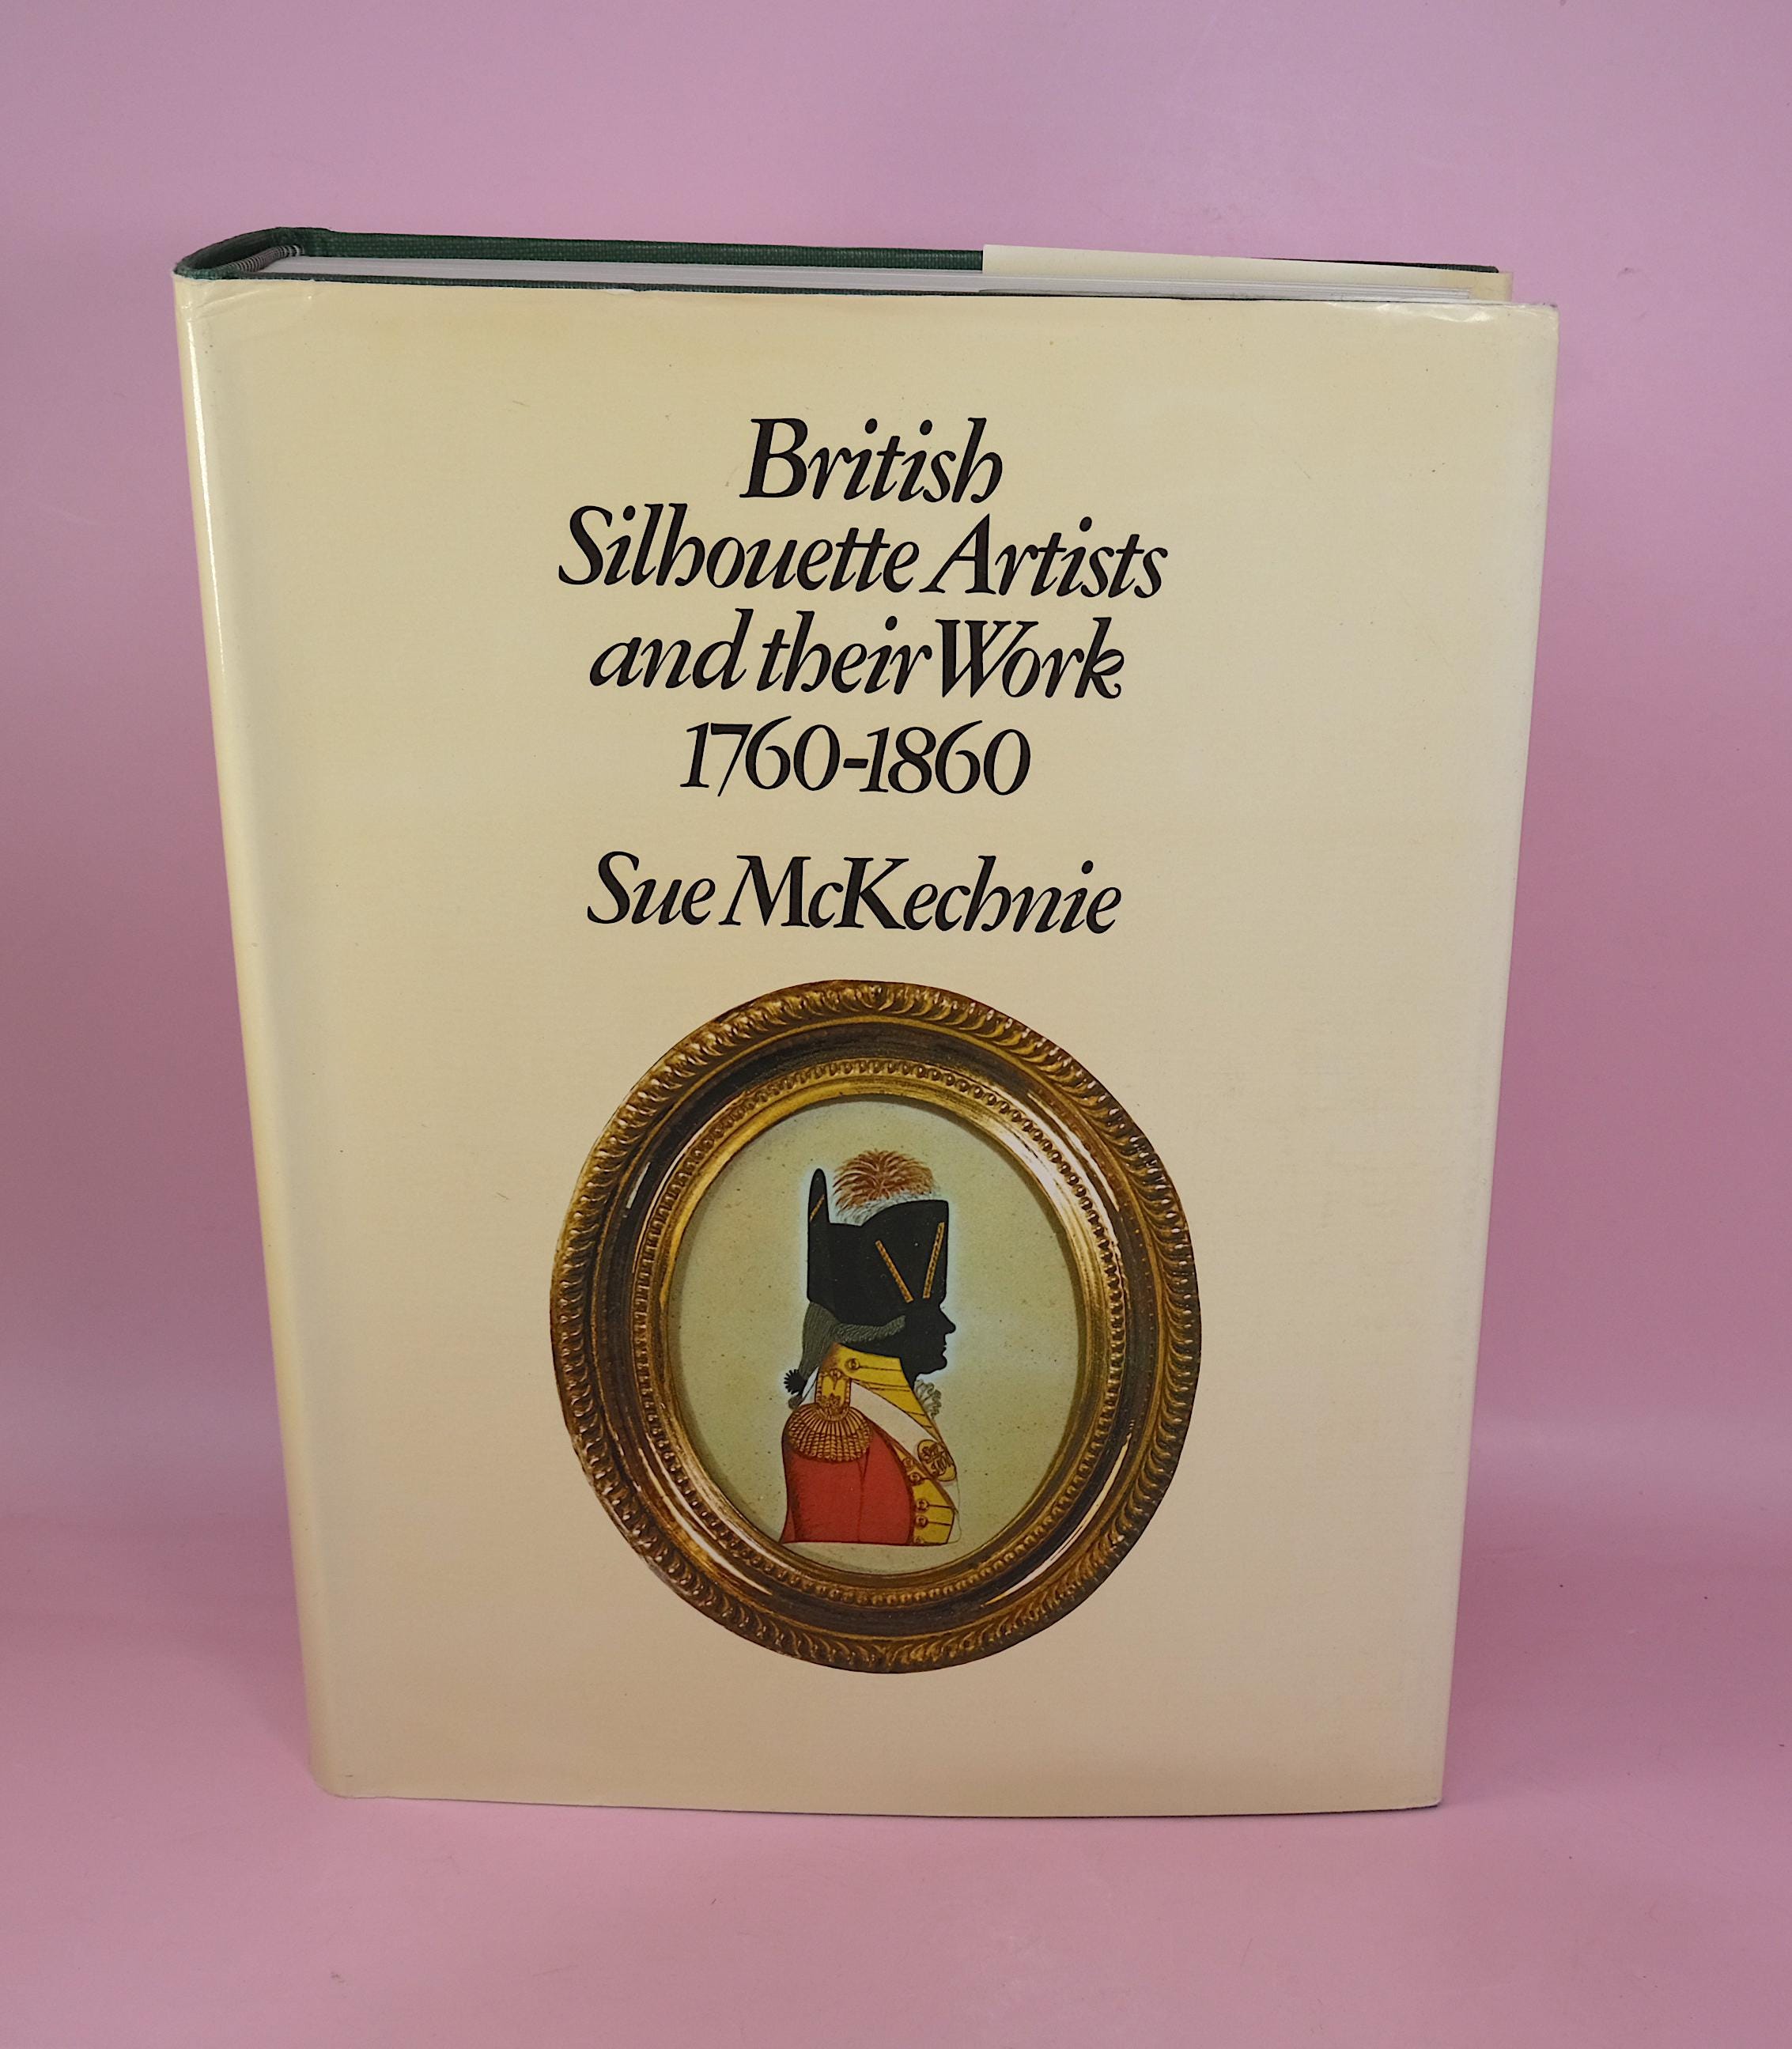 British
Silhouette Artists
and their Work
1760-1860
Sue McKechnie